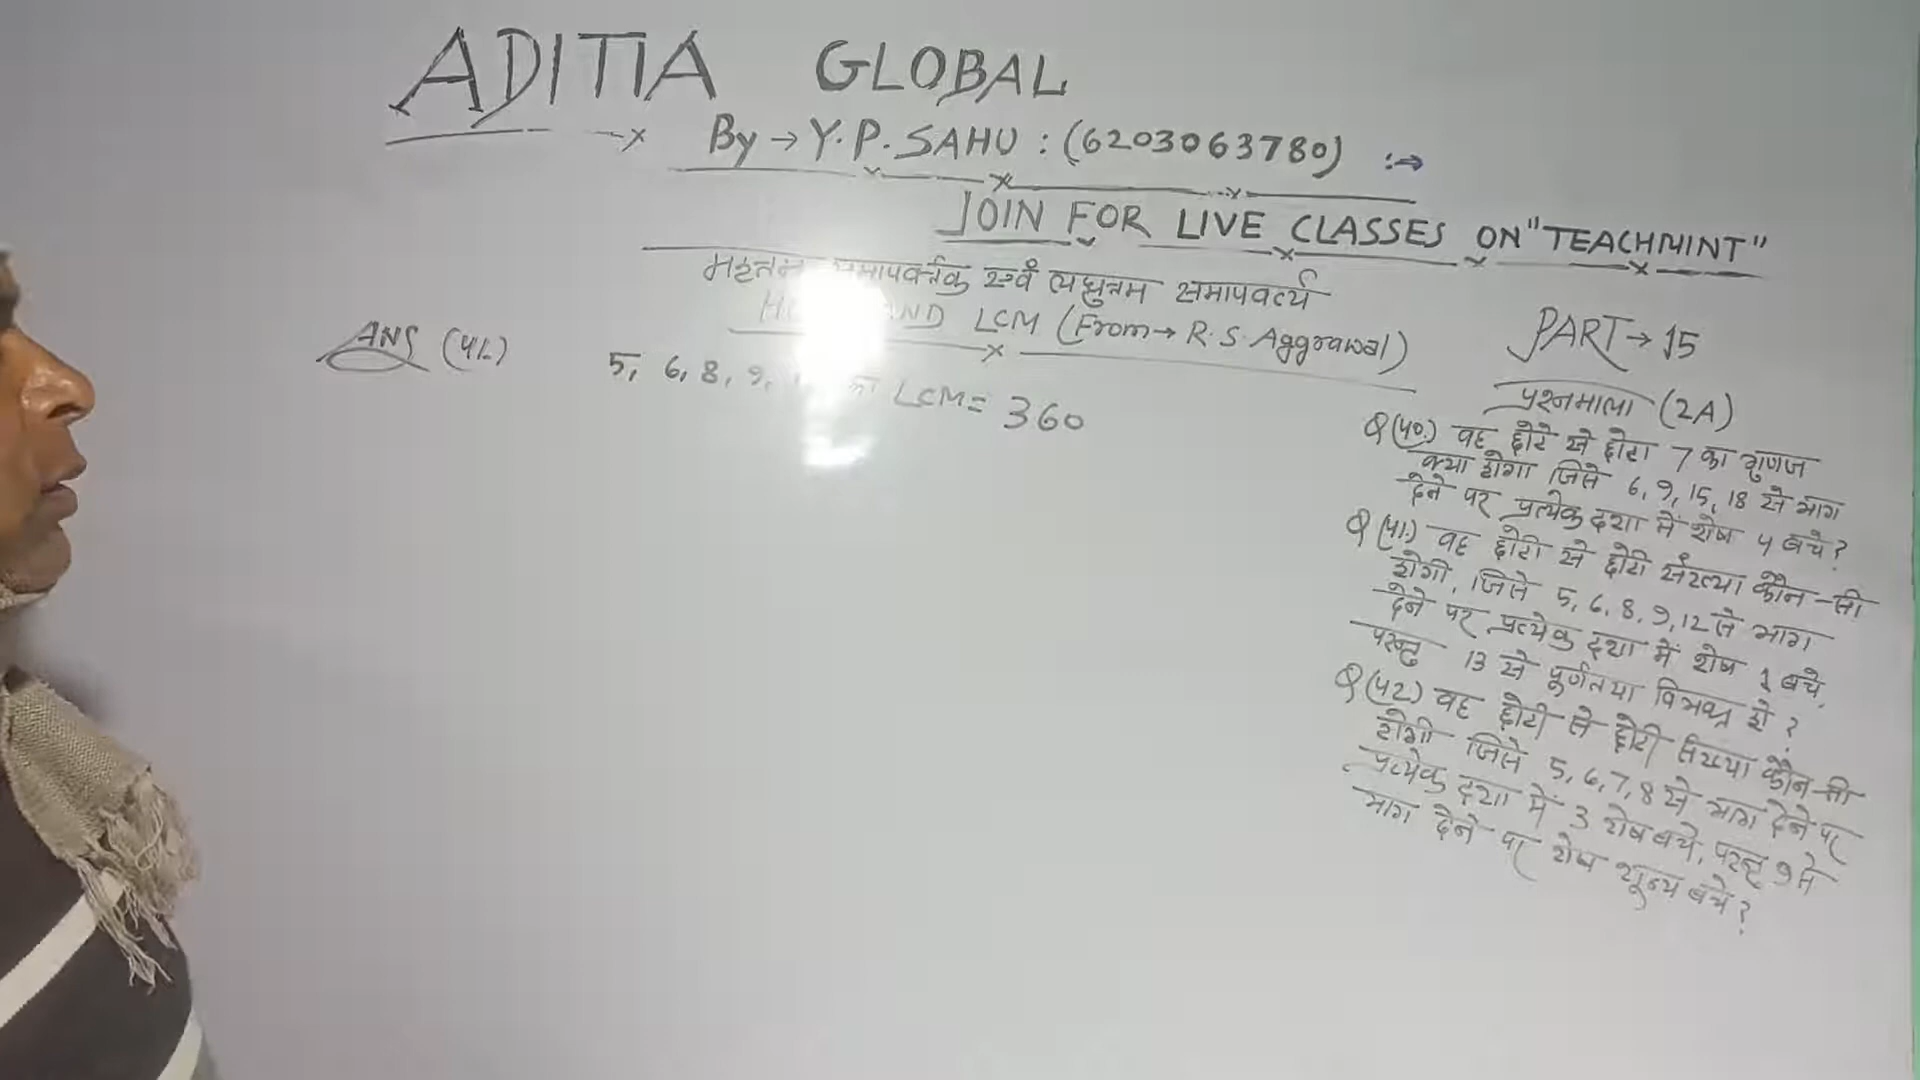 ADITIA GLOBAL
By → Y.P. SAHU : (6203063780) :→
JOIN FOR LIVE CLASSES ON "TEACHMINT"
समापवर्तक एवं लघुत्तम समापवर्त्य
AND LCM (From → R.S. Aggrawal)
PART → 15
प्रश्नमाला (2A)
ANS (41.)
5, 6, 8, 9, का LCM = 360
Q (40.) वह छोटे से छोटा 7 का गुणज
क्या होगा जिसे 6, 9, 15, 18 से भाग
देने पर प्रत्येक दशा में शेष 4 बचे?
Q (41.) वह छोटी से छोटी संख्या कौन-सी
होगी, जिसे 5, 6, 8, 9, 12 से भाग
देने पर प्रत्येक दशा में शेष 1 बचे,
परन्तु 13 से पूर्णतया विभक्त हो?
Q (42.) वह छोटी से छोटी संख्या कौन-सी
होगी जिसे 5, 6, 7, 8 से भाग देने पर
प्रत्येक दशा में 3 शेष बचे, परन्तु 9 से
भाग देने पर शेष शून्य बचे?